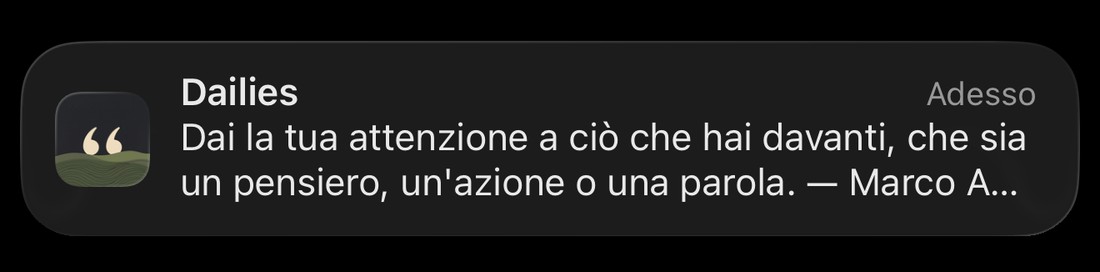 Dailies
Adesso
Dai la tua attenzione a ciò che hai davanti, che sia
un pensiero, un'azione o una parola. — Marco A...